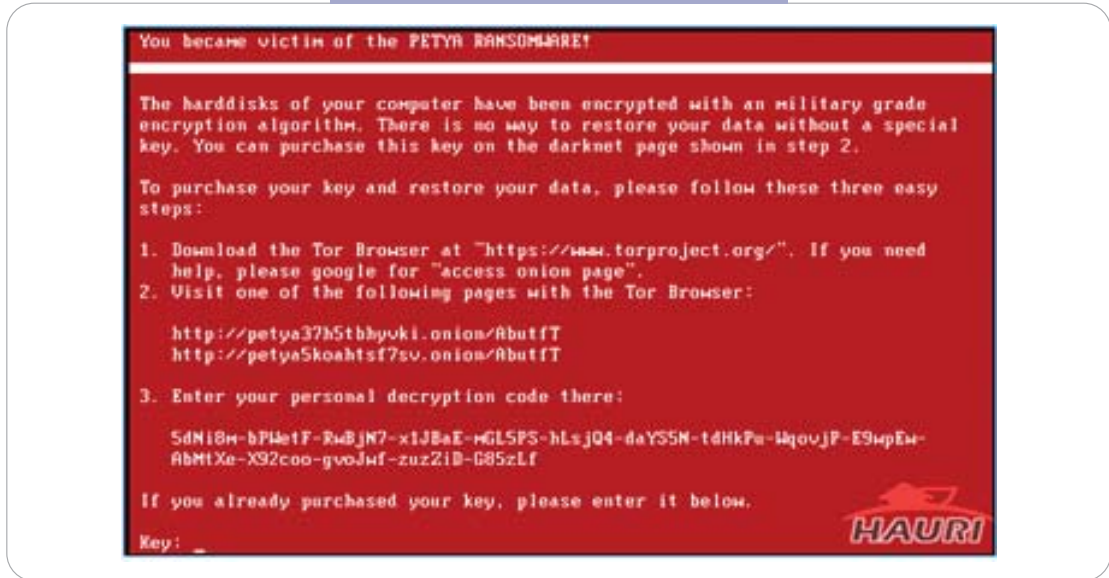 You became victim of the PETYA RANSOMWARE!
The harddisks of your computer have been encrypted with an military grade
encryption algorithm. There is no way to restore your data without a special
key. You can purchase this key on the darknet page shown in step 2.
To purchase your key and restore your data, please follow these three easy
steps:
1. Download the Tor Browser at "https://www.torproject.org/". If you need
help, please google for "access onion page".
2. Visit one of the following pages with the Tor Browser:
http://petya37h5tbhyvki.onion/AbutfT
http://petya5koahtsf7sv.onion/AbutfT
3. Enter your personal decryption code there:
5dNi8m-bPWetF-RwBjN7-x1JBaE-mGL5PS-hLsjQ4-daYS5N-tdHkPu-WqovjP-E9wpEw-
AbMtXe-X92coo-gvoJwf-zuzZiD-G85zLf
If you already purchased your key, please enter it below.
Key: _
HAURI